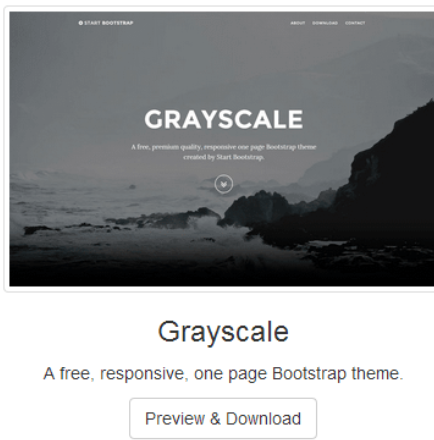 START BOOTSTRAP ABOUT DOWNLOAD CONTACT
GRAYSCALE
A free, premium quality, responsive one page Bootstrap theme
created by Start Bootstrap.
Grayscale
A free, responsive, one page Bootstrap theme.
Preview & Download